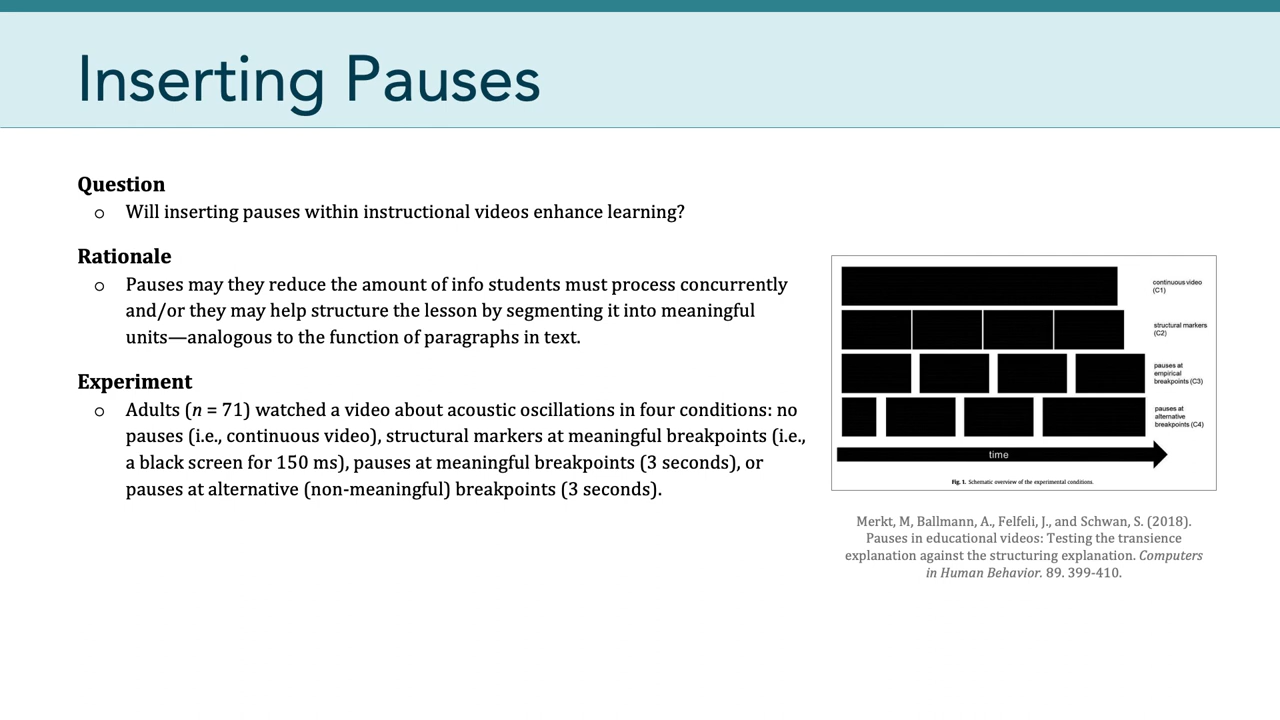 Inserting Pauses
Question
○ Will inserting pauses within instructional videos enhance learning?
Rationale
○ Pauses may they reduce the amount of info students must process concurrently
and/or they may help structure the lesson by segmenting it into meaningful
units—analogous to the function of paragraphs in text.
Experiment
○ Adults (n = 71) watched a video about acoustic oscillations in four conditions: no
pauses (i.e., continuous video), structural markers at meaningful breakpoints (i.e.,
a black screen for 150 ms), pauses at meaningful breakpoints (3 seconds), or
pauses at alternative (non-meaningful) breakpoints (3 seconds).
continuous video
(C1)
structural markers
(C2)
pauses at
empirical
breakpoints (C3)
pauses at
alternative
breakpoints (C4)
time
Fig. 1. Schematic overview of the experimental conditions.
Merkt, M, Ballmann, A., Felfeli, J., and Schwan, S. (2018).
Pauses in educational videos: Testing the transience
explanation against the structuring explanation. Computers
in Human Behavior. 89. 399-410.